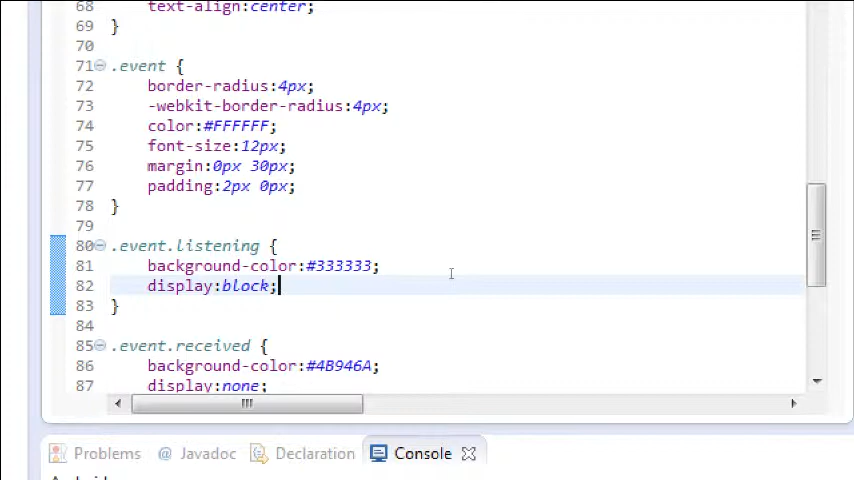 68 text-align:center;
69 }
70
71 .event {
72 border-radius:4px;
73 -webkit-border-radius:4px;
74 color:#FFFFFF;
75 font-size:12px;
76 margin:0px 30px;
77 padding:2px 0px;
78 }
79
80 .event.listening {
81 background-color:#333333;
82 display:block;
83 }
84
85 .event.received {
86 background-color:#4B946A;
87 display:none;
Problems @ Javadoc Declaration Console